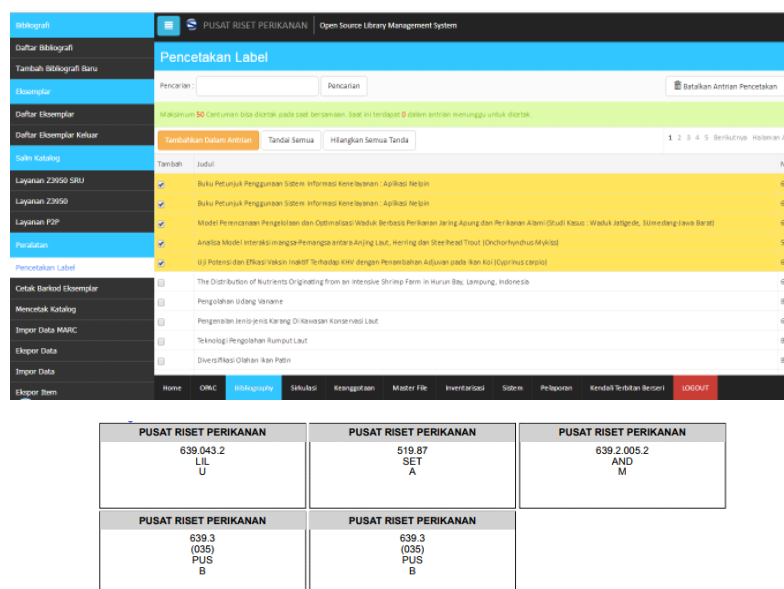 Bibliografi
Daftar Bibliografi
Tambah Bibliografi Baru
Eksemplar
Daftar Eksemplar
Daftar Eksemplar Keluar
Salin Katalog
Layanan Z3950 SRU
Layanan Z3950
Layanan P2P
Peralatan
Pencetakan Label
Cetak Barkod Eksemplar
Mencetak Katalog
Impor Data MARC
Ekspor Data
Impor Data
Ekspor Item
PUSAT RISET PERIKANAN Open Source Library Management System
Pencetakan Label
Pencarian : Pencarian Batalkan Antrian Pencetakan
Maksimum 50 Cantuman bisa dicetak pada saat bersamaan. Saat ini terdapat 0 dalam antrian menunggu untuk dicetak.
Tambahkan Dalam Antrian Tandai Semua Hilangkan Semua Tanda 1 2 3 4 5 Berikutnya Halaman
Tambah Judul
Buku Petunjuk Penggunaan Sistem Informasi Kenelayanan : Aplikasi Nelpin
Buku Petunjuk Penggunaan Sistem Informasi Kenelayanan : Aplikasi Nelpin
Model Perencanaan Pengelolaan dan Optimalisasi Waduk Berbasis Perikanan Jaring Apung dan Perikanan Alami (Studi Kasus : Waduk Jatigede, SUmedang-Jawa Barat)
Analisa Model Interaksi mangsa-Pemangsa antara Anjing Laut, Herring dan Steelhead Trout (Onchorhynchus Mykiss)
Uji Potensi dan Efikasi Vaksin Inaktif Terhadap KHV dengan Penambahan Adjuvan pada Ikan Koi (Cyprinus carpio)
The Distribution of Nutrients Originating from an Intensive Shrimp Farm in Hurun Bay, Lampung, Indonesia
Pengolahan Udang Vaname
Pengenalan Jenis-jenis Karang Di Kawasan Konservasi Laut
Teknologi Pengolahan Rumput Laut
Diversifikasi Olahan Ikan Patin
Home OPAC Bibliography Sirkulasi Keanggotaan Master File Inventarisasi Sistem Pelaporan Kendali Terbitan Berseri LOGOUT
PUSAT RISET PERIKANAN
639.043.2
LIL
U
PUSAT RISET PERIKANAN
519.87
SET
A
PUSAT RISET PERIKANAN
639.2.005.2
AND
M
PUSAT RISET PERIKANAN
639.3
(035)
PUS
B
PUSAT RISET PERIKANAN
639.3
(035)
PUS
B